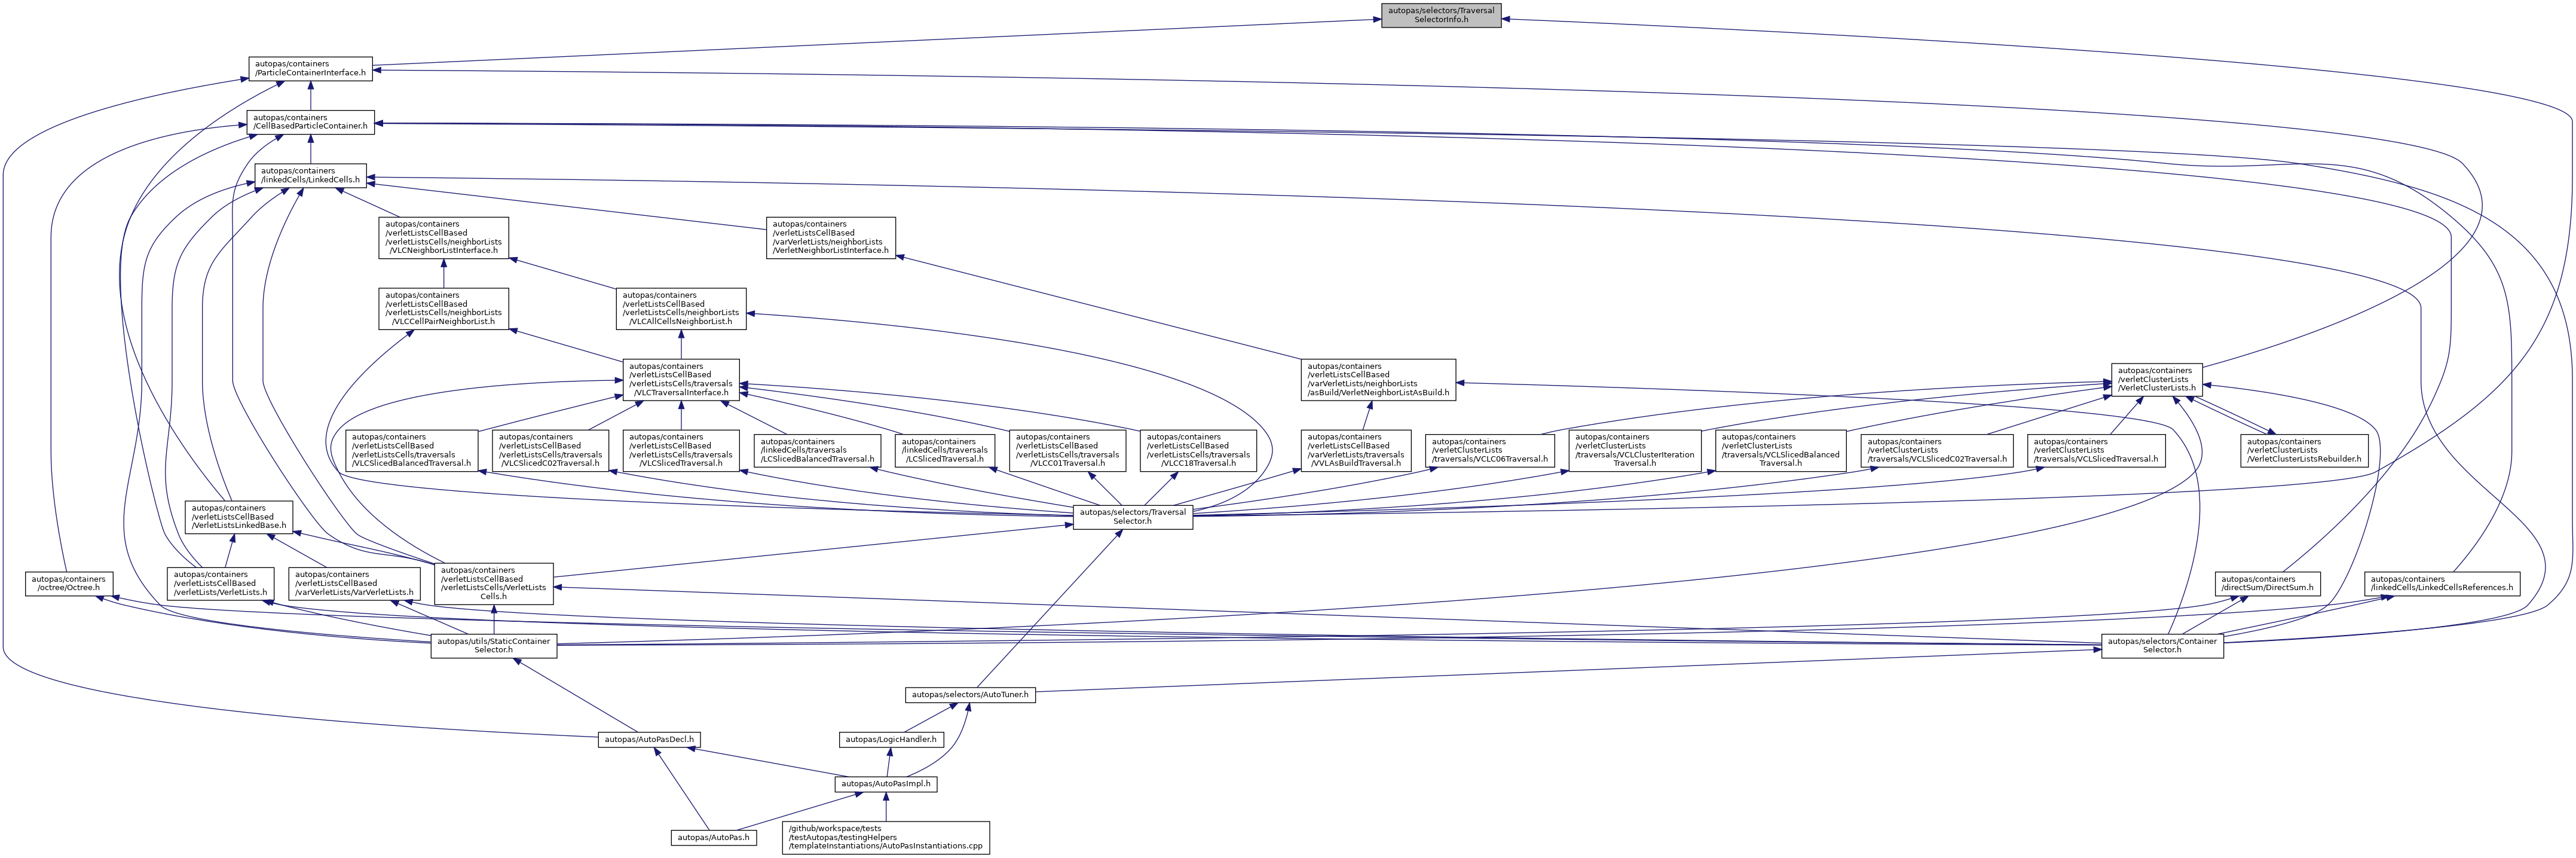 autopas/selectors/Traversal
SelectorInfo.h
autopas/containers
/ParticleContainerInterface.h
autopas/containers
/CellBasedParticleContainer.h
autopas/containers
/linkedCells/LinkedCells.h
autopas/containers
/verletListsCellBased
/verletListsCells/neighborLists
/VLCNeighborListInterface.h
autopas/containers
/verletListsCellBased
/varVerletLists/neighborLists
/VerletNeighborListInterface.h
autopas/containers
/verletListsCellBased
/verletListsCells/neighborLists
/VLCCellPairNeighborList.h
autopas/containers
/verletListsCellBased
/verletListsCells/neighborLists
/VLCAllCellsNeighborList.h
autopas/containers
/verletListsCellBased
/verletListsCells/traversals
/VLCTraversalInterface.h
autopas/containers
/verletListsCellBased
/varVerletLists/neighborLists
/asBuild/VerletNeighborListAsBuild.h
autopas/containers
/verletClusterLists
/VerletClusterLists.h
autopas/containers
/verletListsCellBased
/verletListsCells/traversals
/VLCSlicedBalancedTraversal.h
autopas/containers
/verletListsCellBased
/verletListsCells/traversals
/VLCSlicedC02Traversal.h
autopas/containers
/verletListsCellBased
/verletListsCells/traversals
/VLCSlicedTraversal.h
autopas/containers
/linkedCells/traversals
/LCSlicedBalancedTraversal.h
autopas/containers
/linkedCells/traversals
/LCSlicedTraversal.h
autopas/containers
/verletListsCellBased
/verletListsCells/traversals
/VLCC01Traversal.h
autopas/containers
/verletListsCellBased
/verletListsCells/traversals
/VLCC18Traversal.h
autopas/containers
/verletListsCellBased
/varVerletLists/traversals
/VVLAsBuildTraversal.h
autopas/containers
/verletClusterLists
/traversals/VCLC06Traversal.h
autopas/containers
/verletClusterLists
/traversals/VCLClusterIteration
Traversal.h
autopas/containers
/verletClusterLists
/traversals/VCLSlicedBalanced
Traversal.h
autopas/containers
/verletClusterLists
/traversals/VCLSlicedC02Traversal.h
autopas/containers
/verletClusterLists
/traversals/VCLSlicedTraversal.h
autopas/containers
/verletClusterLists
/VerletClusterListsRebuilder.h
autopas/containers
/verletListsCellBased
/VerletListsLinkedBase.h
autopas/selectors/Traversal
Selector.h
autopas/containers
/octree/Octree.h
autopas/containers
/verletListsCellBased
/verletLists/VerletLists.h
autopas/containers
/verletListsCellBased
/varVerletLists/VarVerletLists.h
autopas/containers
/verletListsCellBased
/verletListsCells/VerletLists
Cells.h
autopas/containers
/directSum/DirectSum.h
autopas/containers
/linkedCells/LinkedCellsReferences.h
autopas/utils/StaticContainer
Selector.h
autopas/selectors/Container
Selector.h
autopas/selectors/AutoTuner.h
autopas/AutoPasDecl.h
autopas/LogicHandler.h
autopas/AutoPasImpl.h
autopas/AutoPas.h
/github/workspace/tests
/testAutopas/testingHelpers
/templateInstantiations/AutoPasInstantiations.cpp